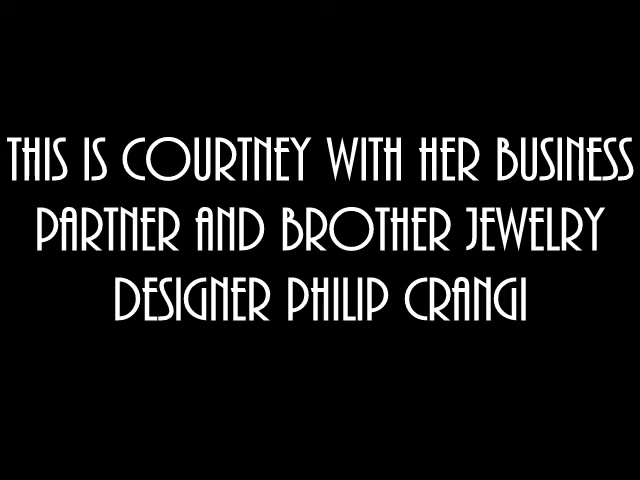 THIS IS COURTNEY WITH HER BUSINESS
PARTNER AND BROTHER JEWELRY
DESIGNER PHILIP CRANGI